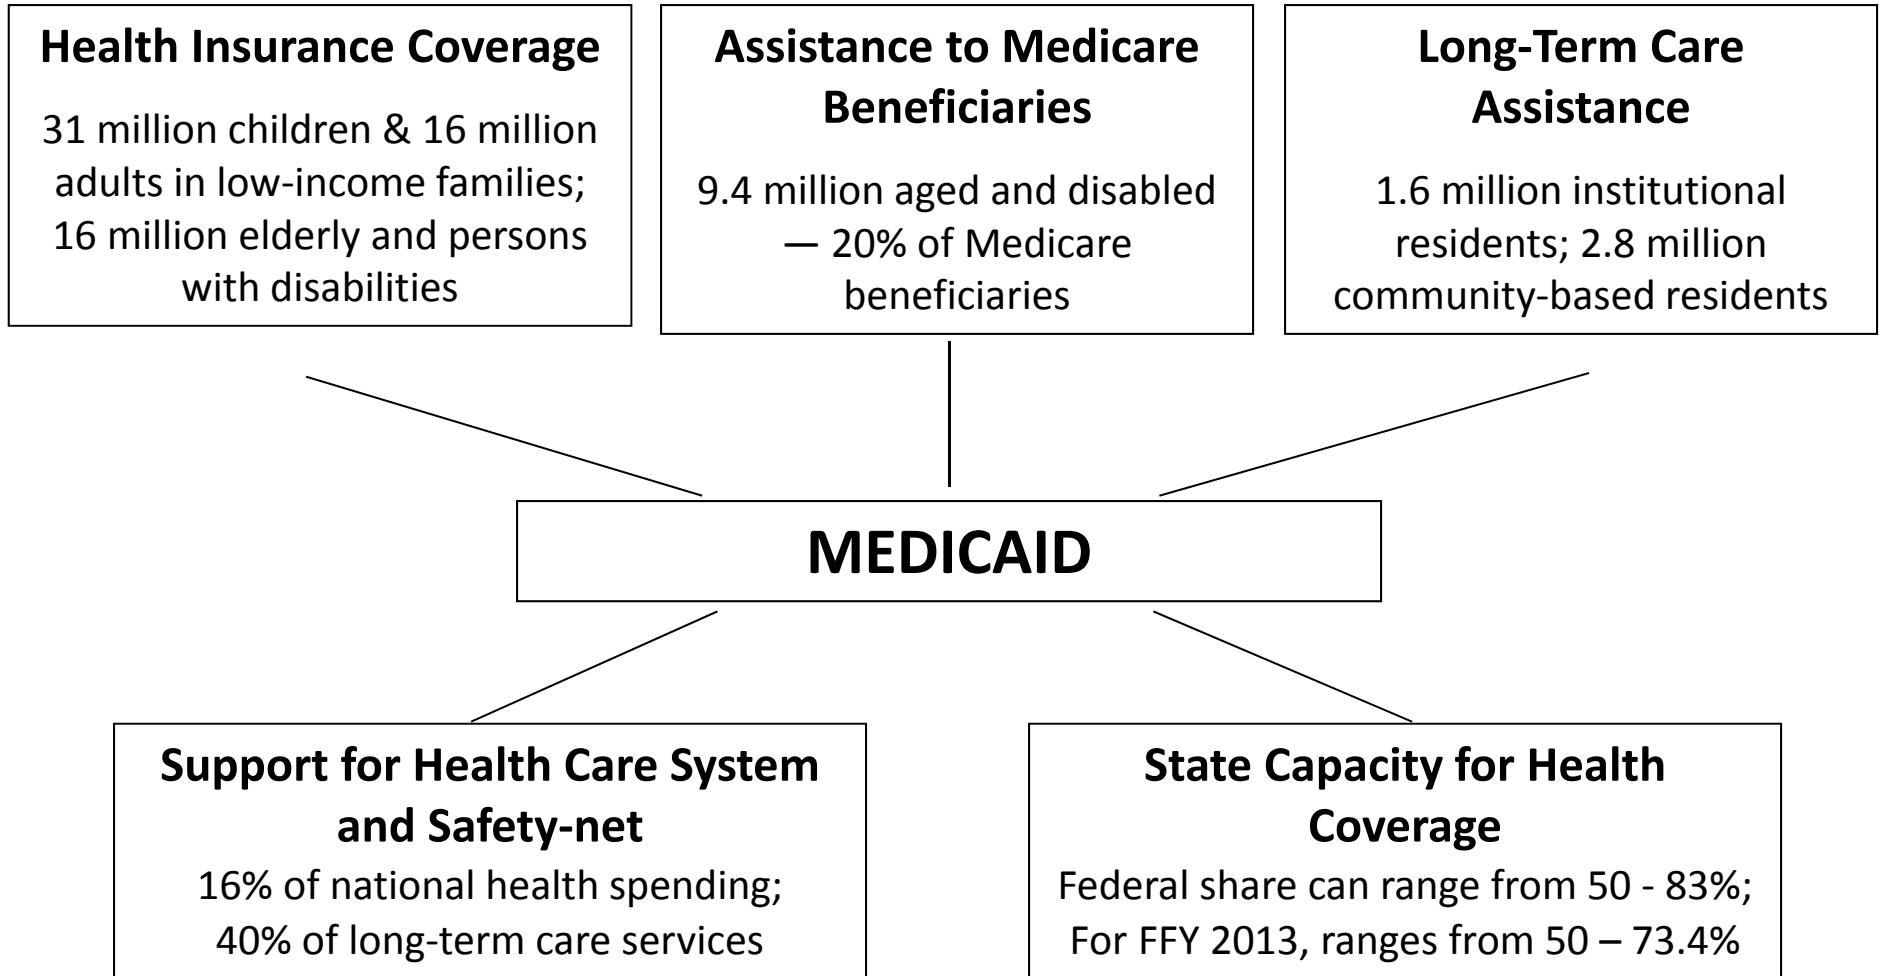 Health Insurance Coverage
31 million children & 16 million
adults in low-income families;
16 million elderly and persons
with disabilities
Assistance to Medicare
Beneficiaries
9.4 million aged and disabled
— 20% of Medicare
beneficiaries
Long-Term Care
Assistance
1.6 million institutional
residents; 2.8 million
community-based residents
MEDICAID
Support for Health Care System
and Safety-net
16% of national health spending;
40% of long-term care services
State Capacity for Health
Coverage
Federal share can range from 50 - 83%;
For FFY 2013, ranges from 50 – 73.4%